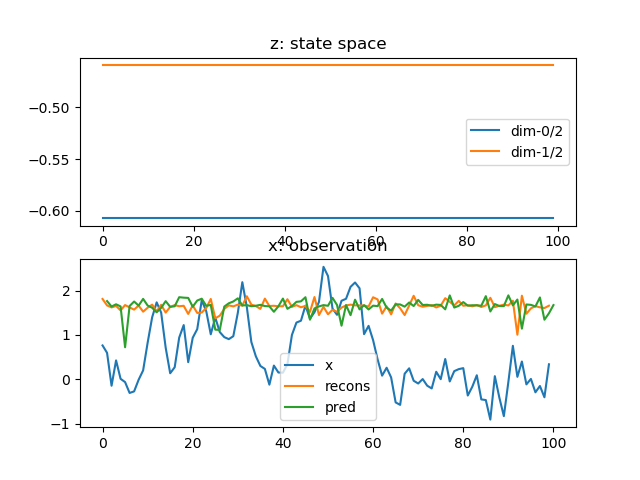 z: state space
−0.50
−0.55
−0.60
dim-0/2
dim-1/2
0 20 40 60 80 100
x: observation
2
1
0
−1
x
recons
pred
0 20 40 60 80 100